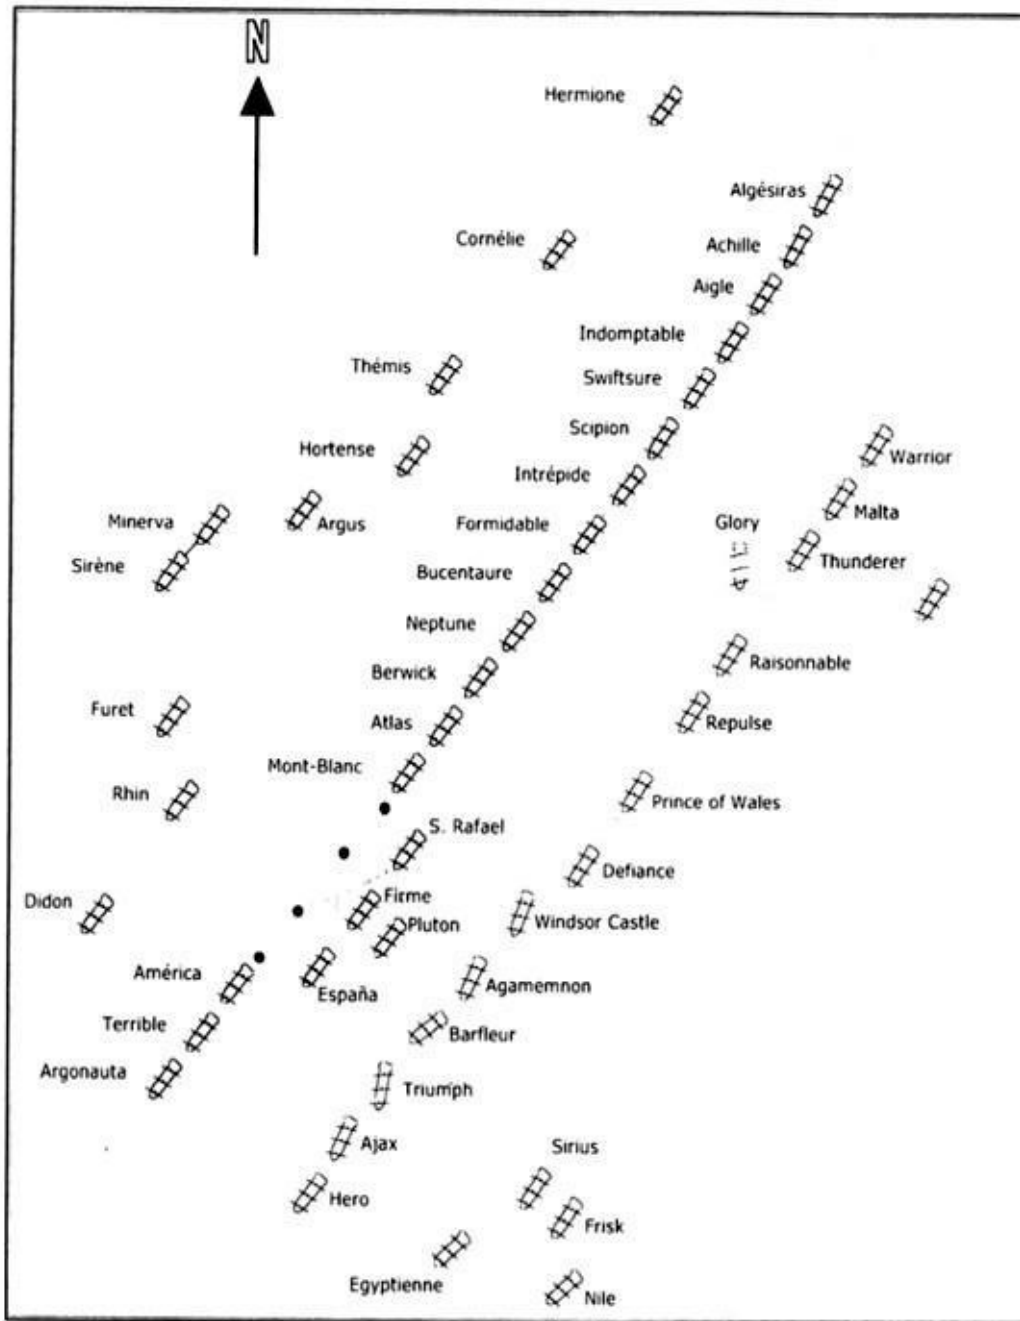 N
Hermione
Algésiras
Cornélie
Achille
Aigle
Indomptable
Thémis
Swiftsure
Scipion
Hortense
Warrior
Intrépide
Malta
Minerva
Argus
Formidable
Glory
Sirène
Thunderer
Bucentaure
Neptune
Raisonnable
Berwick
Furet
Atlas
Repulse
Mont-Blanc
Rhin
Prince of Wales
S. Rafael
Defiance
Didon
Firme
Pluton
Windsor Castle
América
España
Agamemnon
Terrible
Barfleur
Argonauta
Triumph
Ajax
Sirius
Hero
Frisk
Egyptienne
Nile